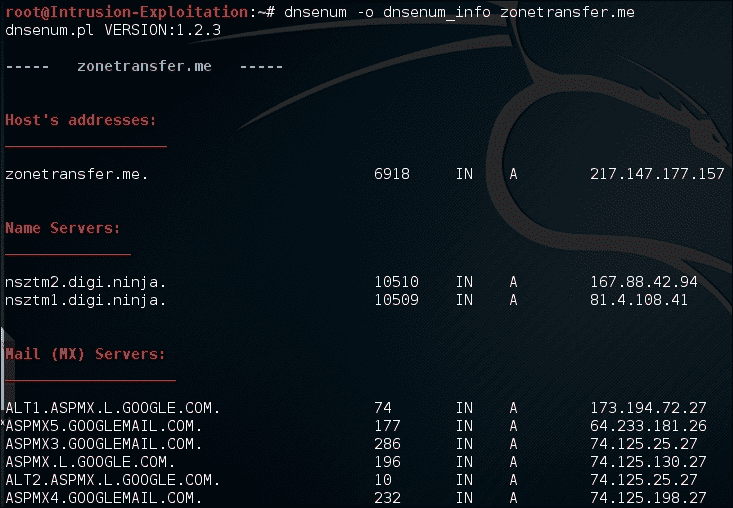 root@Intrusion-Exploitation:~# dnsenum -o dnsenum_info zonetransfer.me
dnsenum.pl VERSION:1.2.3
----- zonetransfer.me -----
Host's addresses:
zonetransfer.me. 6918 IN A 217.147.177.157
Name Servers:
nsztm2.digi.ninja. 10510 IN A 167.88.42.94
nsztm1.digi.ninja. 10509 IN A 81.4.108.41
Mail (MX) Servers:
ALT1.ASPMX.L.GOOGLE.COM. 74 IN A 173.194.72.27
ASPMX5.GOOGLEMAIL.COM. 177 IN A 64.233.181.26
ASPMX3.GOOGLEMAIL.COM. 286 IN A 74.125.25.27
ASPMX.L.GOOGLE.COM. 196 IN A 74.125.130.27
ALT2.ASPMX.L.GOOGLE.COM. 10 IN A 74.125.25.27
ASPMX4.GOOGLEMAIL.COM. 232 IN A 74.125.198.27